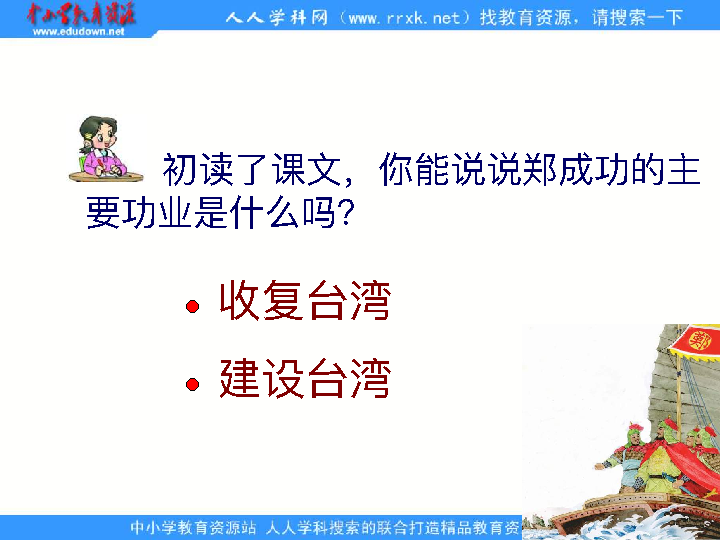 中小学教育资源
www.edudown.net
人人学科网（www.rrxk.net）找教育资源，请搜索一下
初读了课文，你能说说郑成功的主
要功业是什么吗？
收复台湾
建设台湾
郑
中小学教育资源站 人人学科搜索的联合打造精品教育资